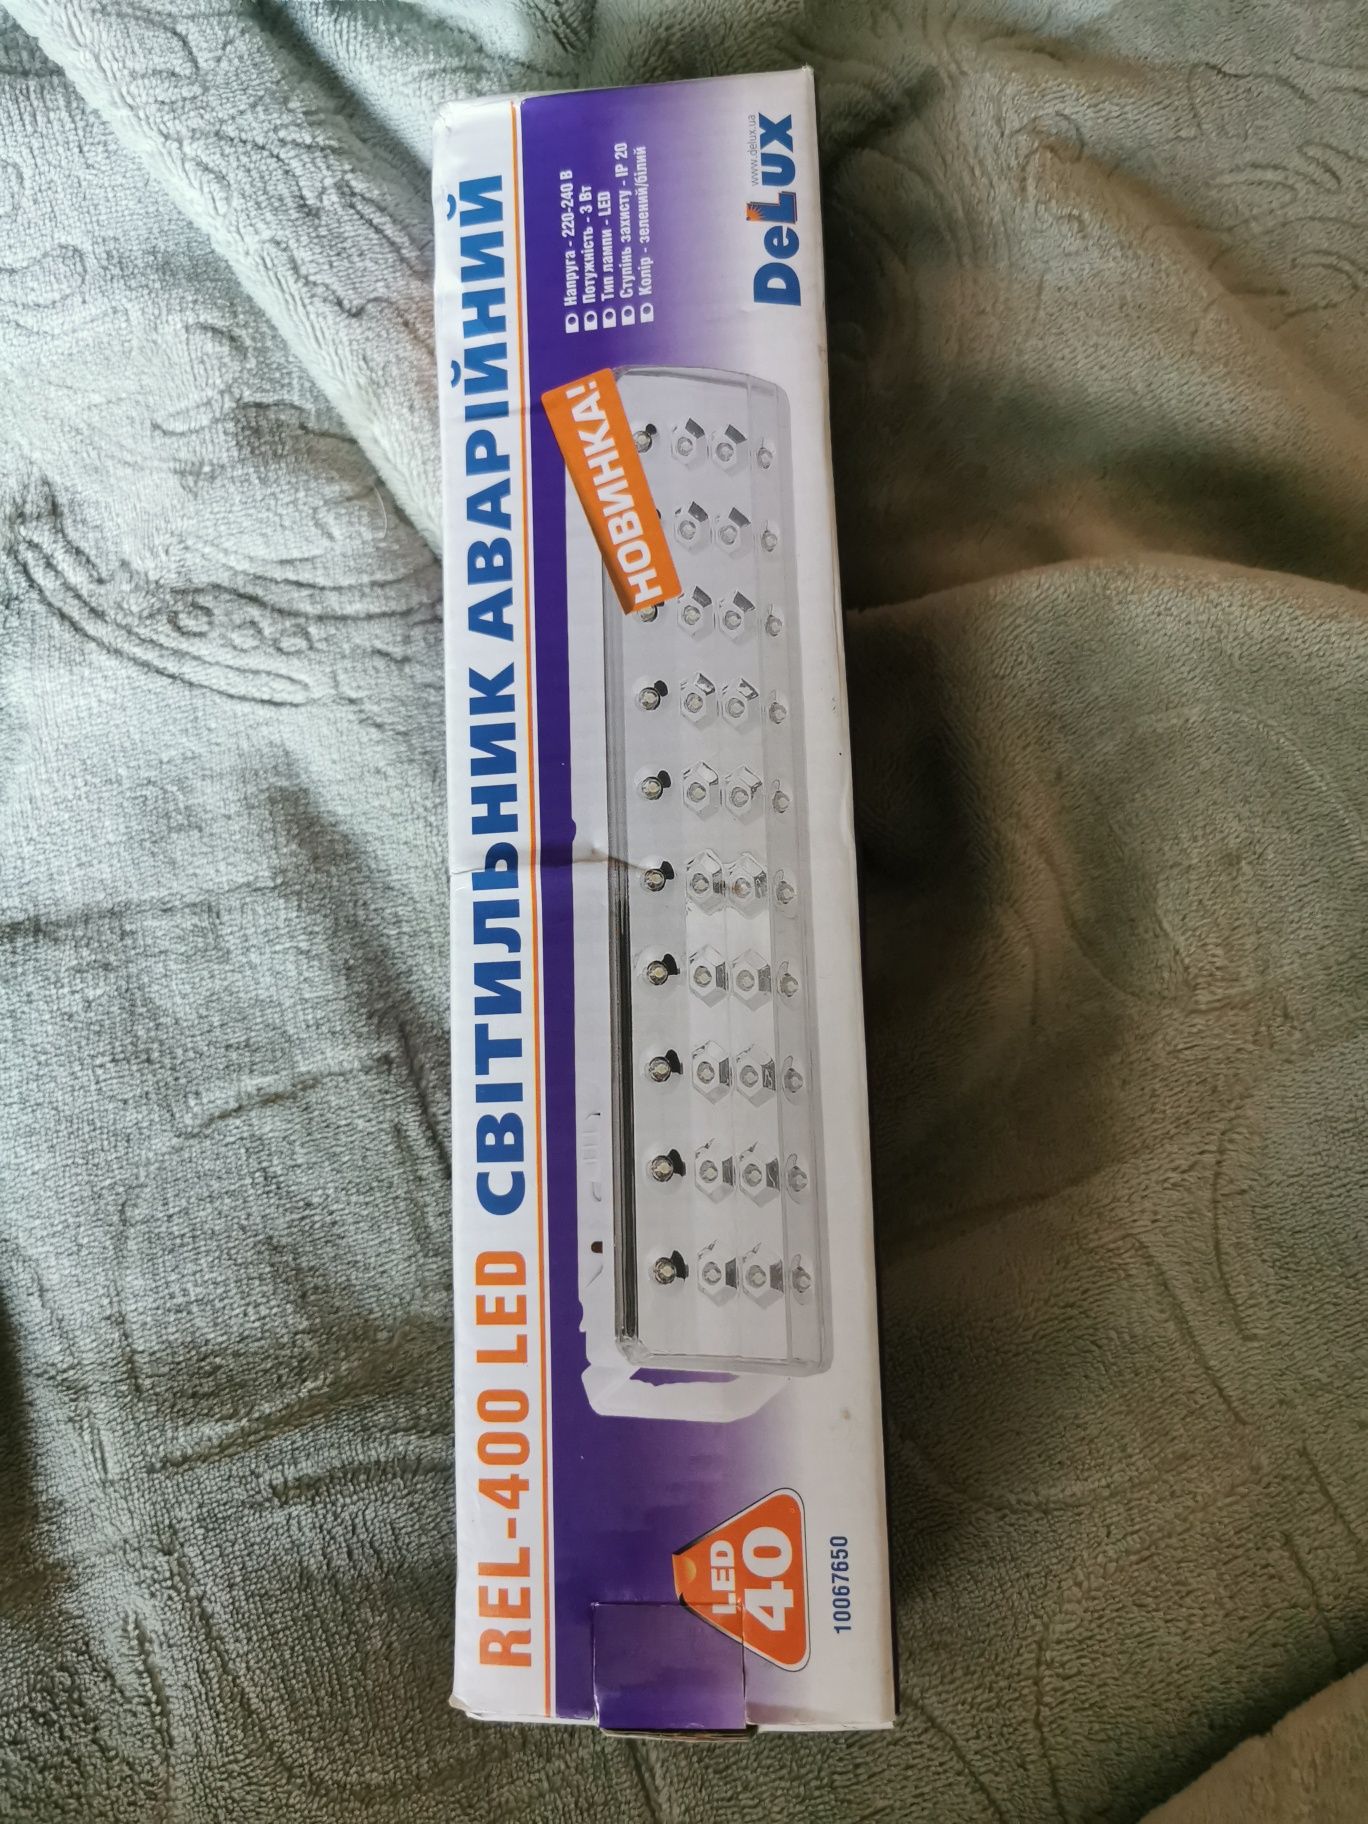 REL-400 LED СВІТИЛЬНИК АВАРІЙНИЙ
Напруга - 220-240 В
Потужність - 3 Вт
Тип лампи - LED
Ступінь захисту - IP 20
Колір - зелений/білий
НОВИНКА!
www.delux.ua
DeLux
LED
40
10067650